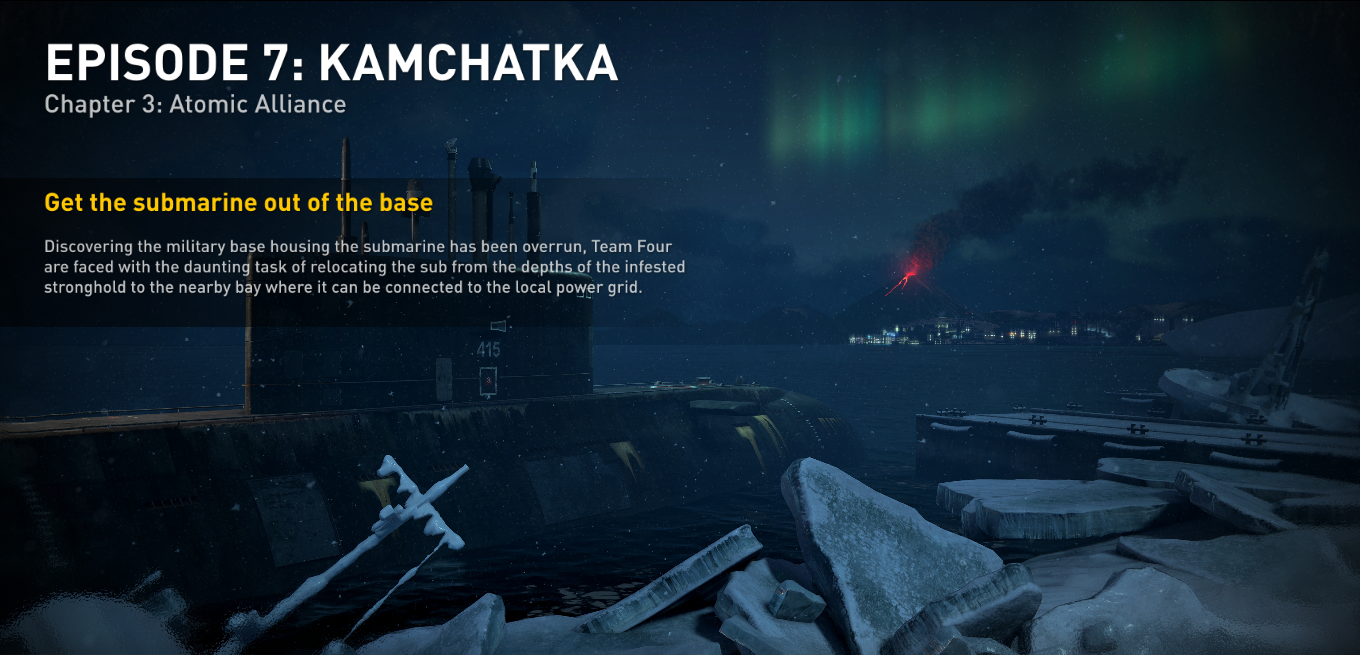 EPISODE 7: KAMCHATKA
Chapter 3: Atomic Alliance
Get the submarine out of the base
Discovering the military base housing the submarine has been overrun, Team Four
are faced with the daunting task of relocating the sub from the depths of the infested
stronghold to the nearby bay where it can be connected to the local power grid.
415